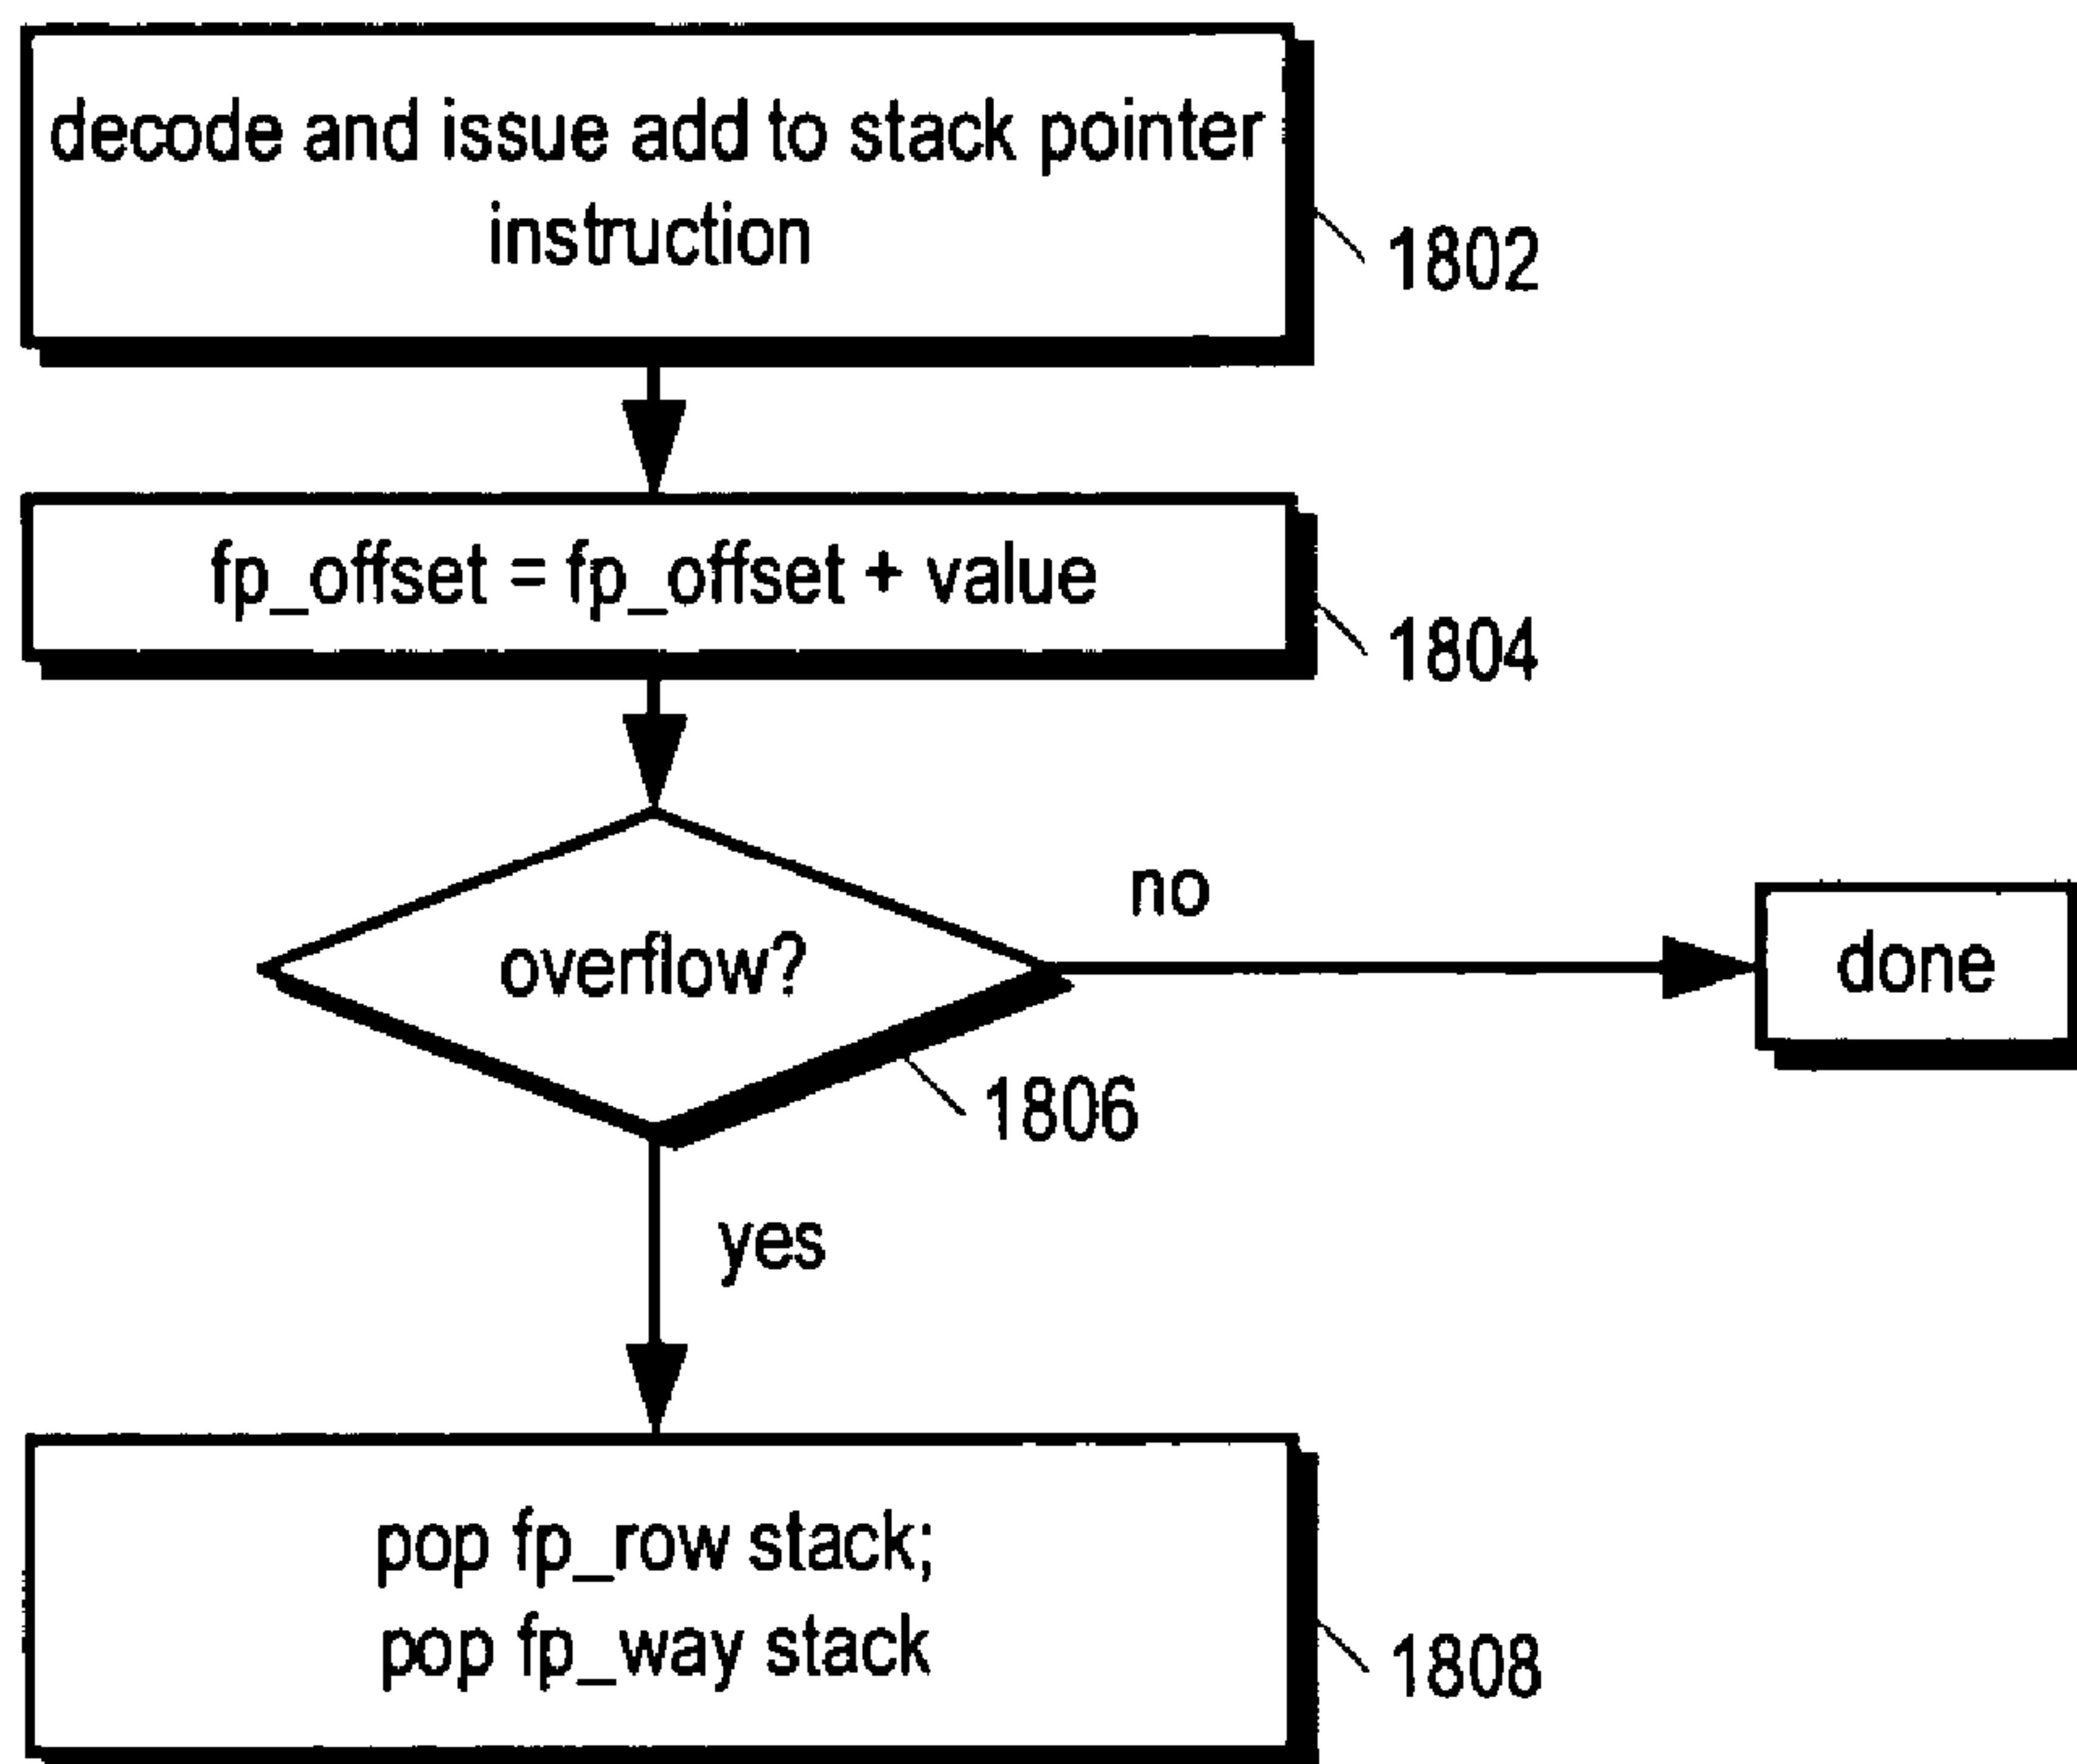 decode and issue add to stack pointer
instruction
1802
fp_offset = fp_offset + value
1804
overflow?
no
done
1806
yes
pop fp_row stack;
pop fp_way stack
1808